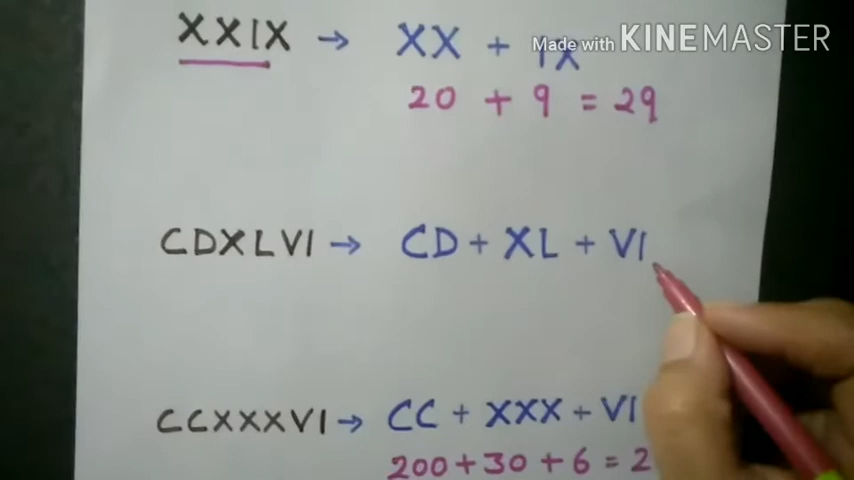 XXIX → XX + IX
Made with KINEMASTER
20 + 9 = 29
CDXLVI → CD + XL + VI
CCXXXVI → CC + XXX + VI
200 + 30 + 6 = 2